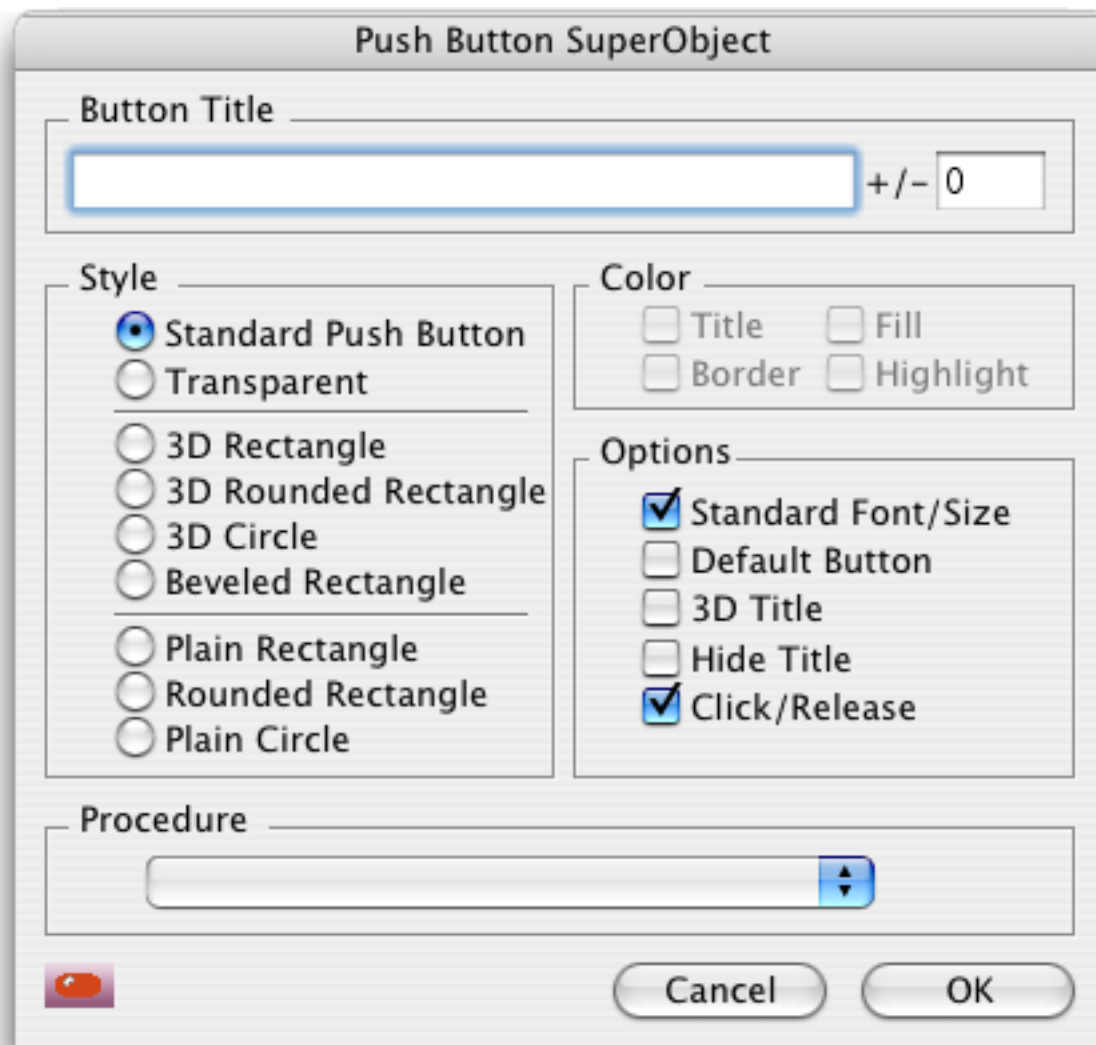 Push Button SuperObject
Button Title
+/- 0
Style
Standard Push Button
Transparent
3D Rectangle
3D Rounded Rectangle
3D Circle
Beveled Rectangle
Plain Rectangle
Rounded Rectangle
Plain Circle
Color
Title Fill
Border Highlight
Options
Standard Font/Size
Default Button
3D Title
Hide Title
Click/Release
Procedure
Cancel OK